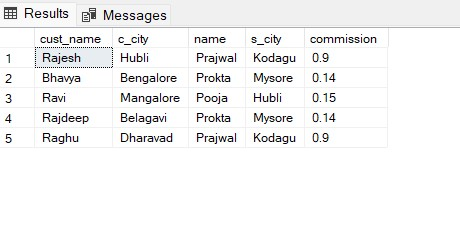 Results Messages
cust_name c_city name s_city commission
1 Rajesh Hubli Prajwal Kodagu 0.9
2 Bhavya Bengalore Prokta Mysore 0.14
3 Ravi Mangalore Pooja Hubli 0.15
4 Rajdeep Belagavi Prokta Mysore 0.14
5 Raghu Dharavad Prajwal Kodagu 0.9